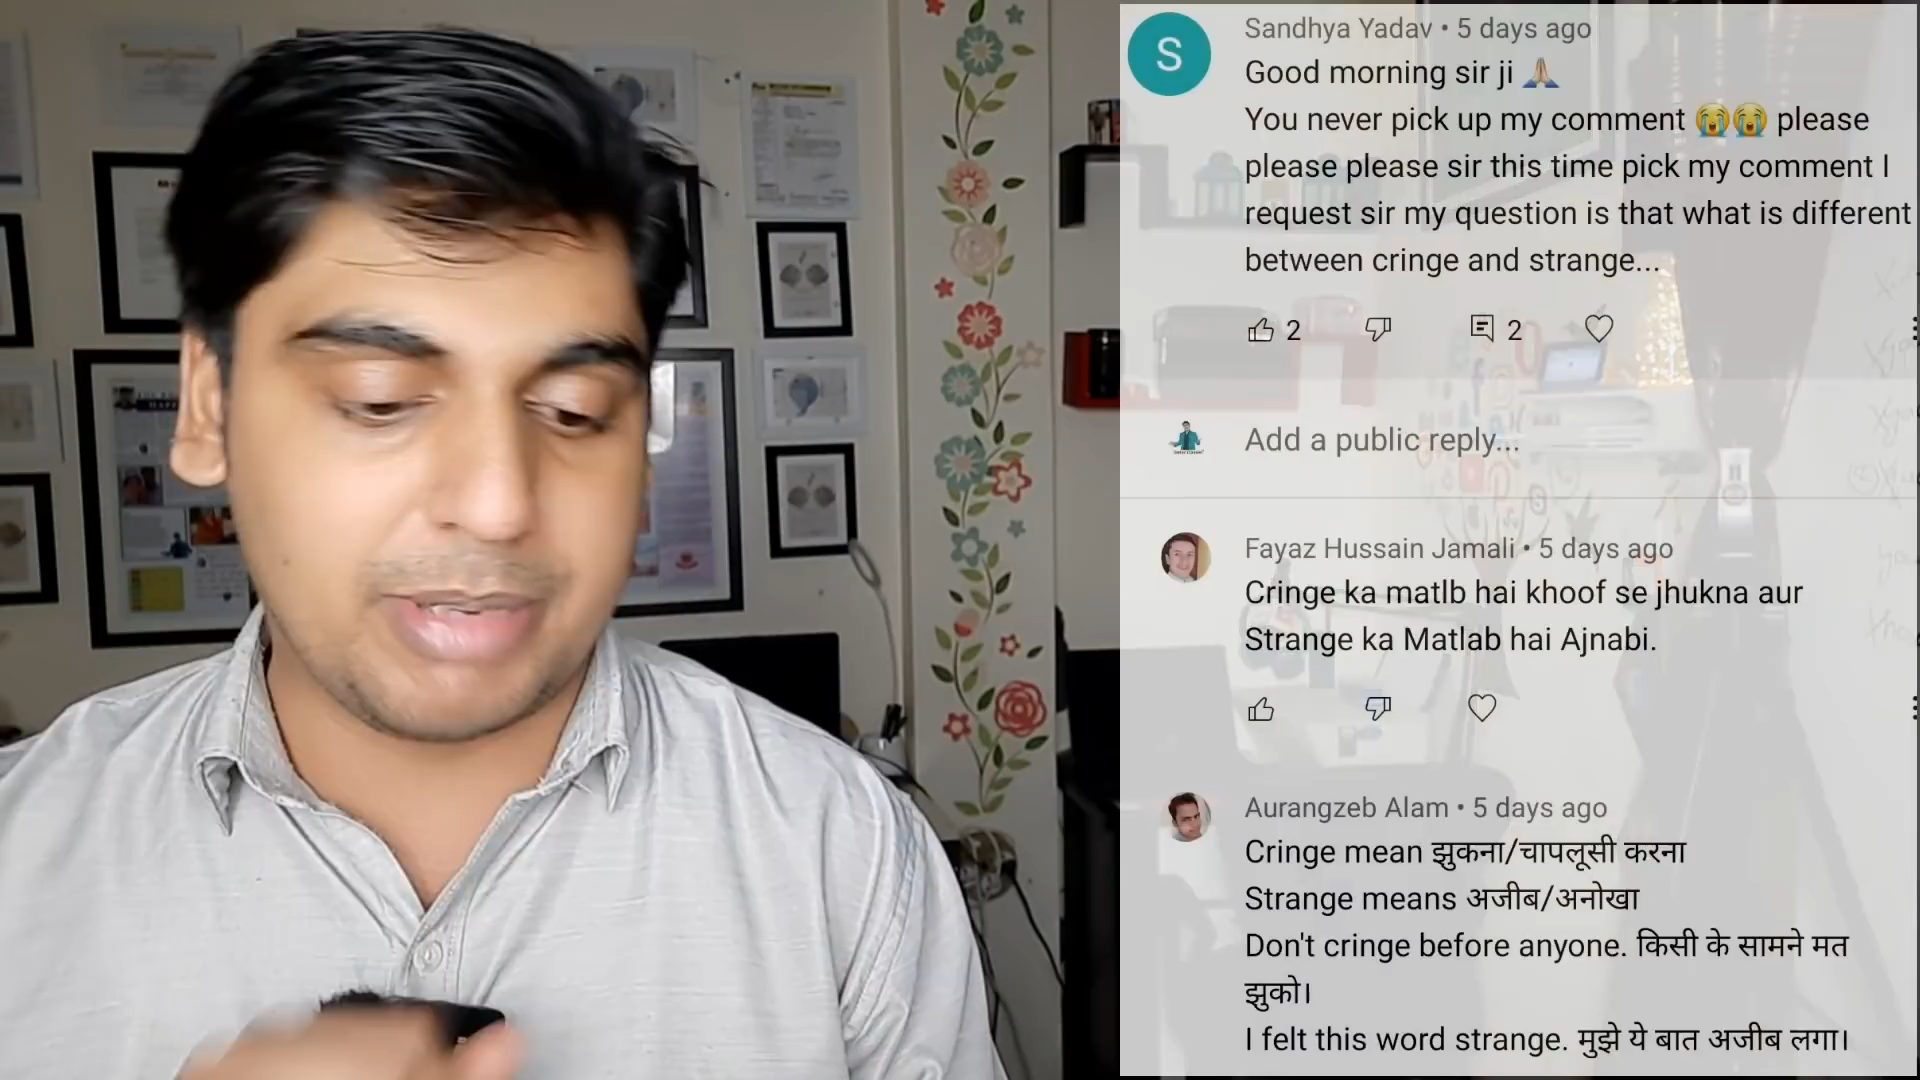 S
Sandhya Yadav • 5 days ago
Good morning sir ji 🙏🏼
You never pick up my comment 😭😭 please
please please sir this time pick my comment I
request sir my question is that what is different
between cringe and strange...
2
2
Add a public reply...
Fayaz Hussain Jamali • 5 days ago
Cringe ka matlb hai khoof se jhukna aur
Strange ka Matlab hai Ajnabi.
Aurangzeb Alam • 5 days ago
Cringe mean झुकना/चापलूसी करना
Strange means अजीब/अनोखा
Don't cringe before anyone. किसी के सामने मत
झुको।
I felt this word strange. मुझे ये बात अजीब लगा।